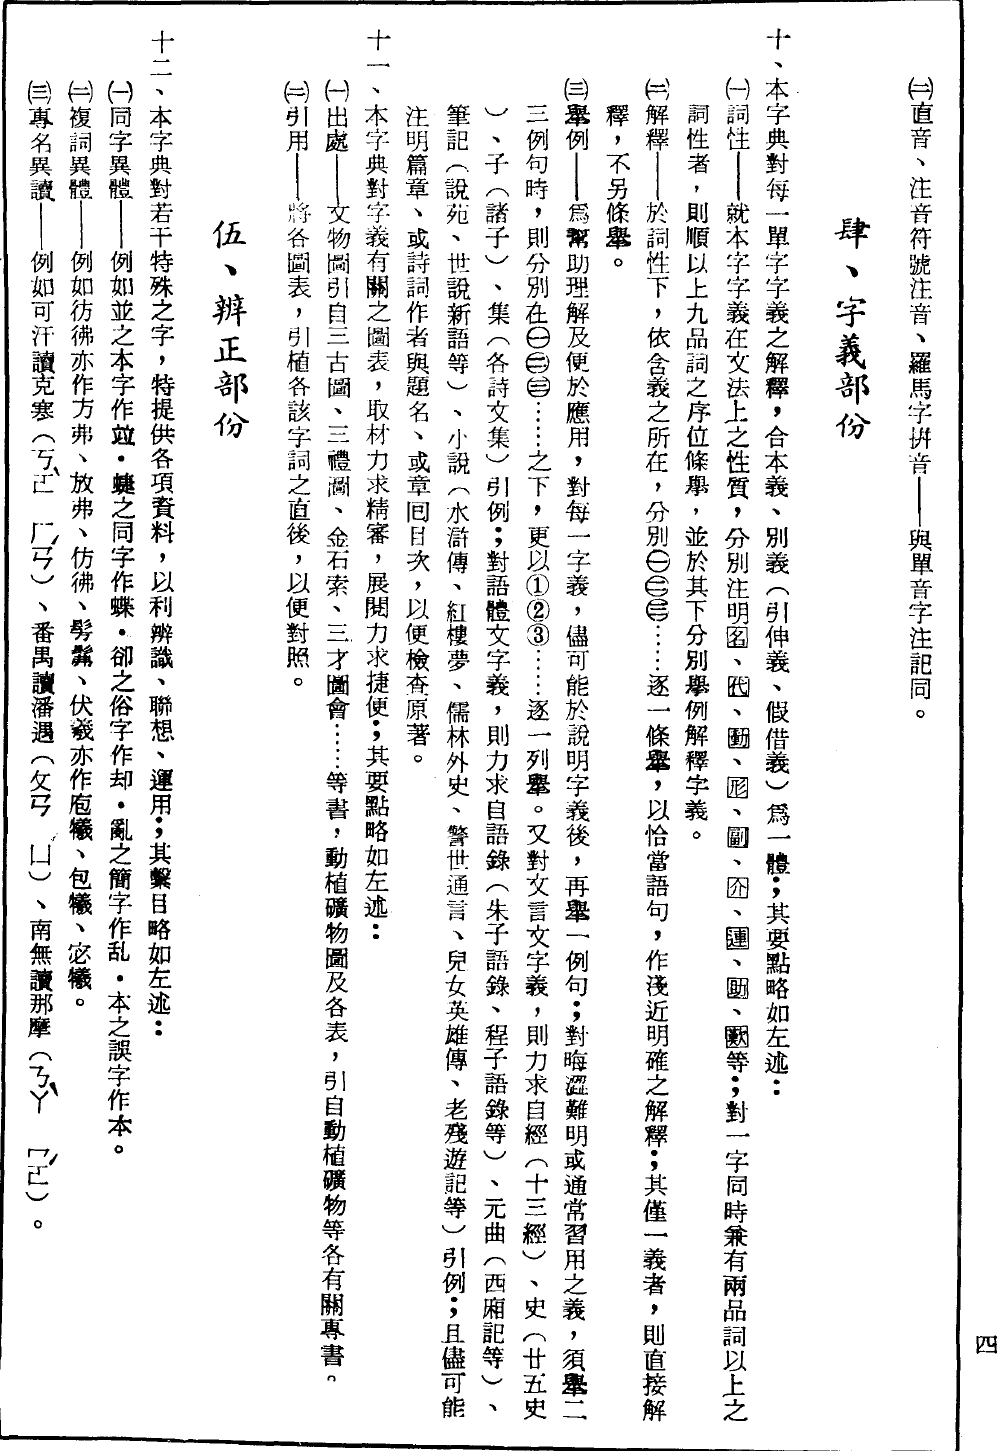 ㈡直音、注音符號注音、羅馬字拼音——與單音字注記同。
肆、字義部份
十、本字典對每一單字字義之解釋，合本義、別義（引伸義、假借義）爲一體；其要點略如左述：
㈠詞性——就本字字義在文法上之性質，分別注明名、代、動、形、副、介、連、助、歎等；對一字同時兼有兩品詞以上之
詞性者，則順以上九品詞之序位條舉，並於其下分別舉例解釋字義。
㈡解釋——於詞性下，依含義之所在，分別㊀㊁㊂……逐一條舉，以恰當語句，作淺近明確之解釋；其僅一義者，則直接解
釋，不另條舉。
㈢舉例——爲幫助理解及便於應用，對每一字義，儘可能於說明字義後，再舉一例句；對晦澀難明或通常習用之義，須舉二
三例句時，則分別在㊀㊁㊂……之下，更以①②③……逐一列舉。又對文言文字義，則力求自經（十三經）、史（廿五史
）、子（諸子）、集（各詩文集）引例；對語體文字義，則力求自語錄（朱子語錄、程子語錄等）、元曲（西廂記等）、
筆記（說苑、世說新語等）、小說（水滸傳、紅樓夢、儒林外史、警世通言、兒女英雄傳、老殘遊記等）引例；且儘可能
注明篇章、或詩詞作者與題名、或章回目次，以便檢查原著。
十一、本字典對字義有關之圖表，取材力求精審，展閱力求捷便；其要點略如左述：
㈠出處——文物圖引自三古圖、三禮圖、金石索、三才圖會……等書，動植礦物圖及各表，引自動植礦物等各有關專書。
㈡引用——將各圖表，引植各該字詞之直後，以便對照。
伍、辨正部份
十二、本字典對若干特殊之字，特提供各項資料，以利辨識、聯想、運用；其繫目略如左述：
㈠同字異體——例如並之本字作竝．蜨之同字作蝶．卻之俗字作却．亂之簡字作乱．本之誤字作夲。
㈡複詞異體——例如彷彿亦作方弗、放弗、仿彿、髣髴、伏羲亦作庖犧、包犧、宓犧。
㈢專名異讀——例如可汗讀克寒（ㄎㄜˋ ㄏㄢˊ）、番禺讀潘遇（ㄆㄢ ㄩˊ）、南無讀那摩（ㄋㄚˋ ㄇㄛˊ）。
四